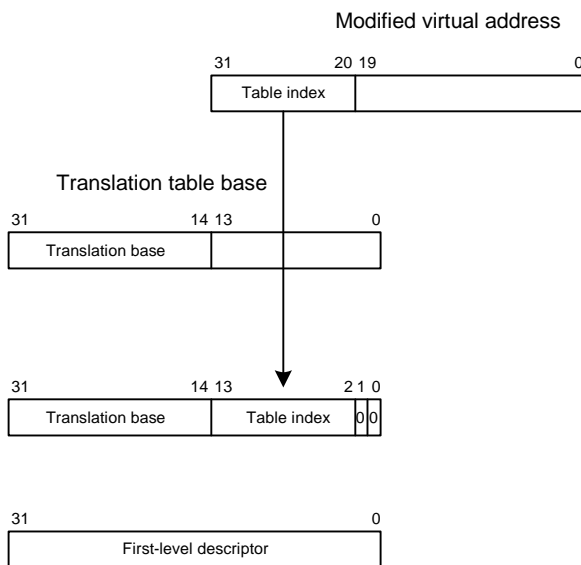 Modified virtual address
31 20 19 0
Table index
Translation table base
31 14 13 0
Translation base
31 14 13 2 1 0
Translation base Table index 0 0
31 0
First-level descriptor